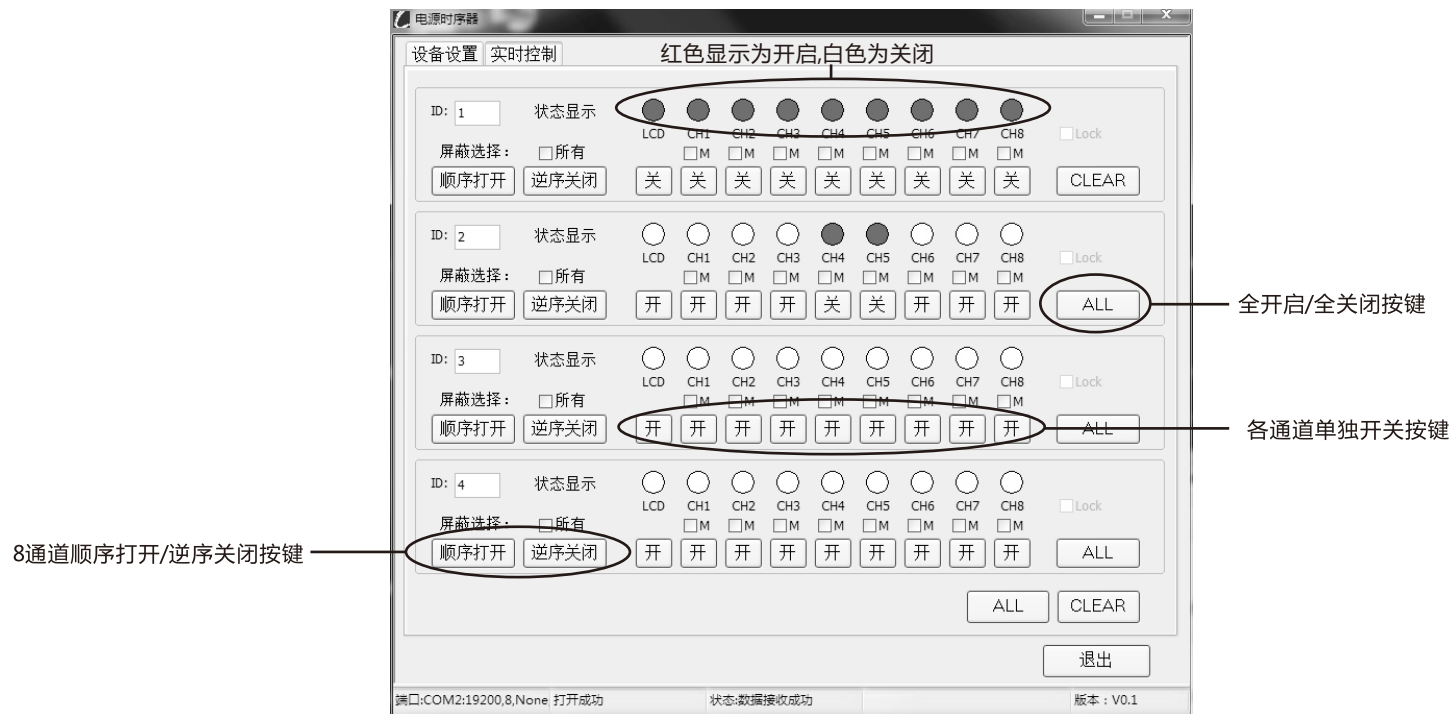 电源时序器
设备设置 实时控制
红色显示为开启,白色为关闭
ID: 1 状态显示
LCD CH1 CH2 CH3 CH4 CH5 CH6 CH7 CH8 Lock
屏蔽选择: 所有 M M M M M M M M
顺序打开 逆序关闭 关 关 关 关 关 关 关 关 关 CLEAR
ID: 2 状态显示
LCD CH1 CH2 CH3 CH4 CH5 CH6 CH7 CH8 Lock
屏蔽选择: 所有 M M M M M M M M
顺序打开 逆序关闭 开 开 开 开 关 关 开 开 开 ALL
全开启/全关闭按键
ID: 3 状态显示
LCD CH1 CH2 CH3 CH4 CH5 CH6 CH7 CH8 Lock
屏蔽选择: 所有 M M M M M M M M
顺序打开 逆序关闭 开 开 开 开 开 开 开 开 开 ALL
各通道单独开关按键
ID: 4 状态显示
LCD CH1 CH2 CH3 CH4 CH5 CH6 CH7 CH8 Lock
屏蔽选择: 所有 M M M M M M M M
8通道顺序打开/逆序关闭按键
顺序打开 逆序关闭 开 开 开 开 开 开 开 开 开 ALL
ALL CLEAR
退出
端口:COM2:19200,8,None 打开成功 状态:数据接收成功 版本:V0.1